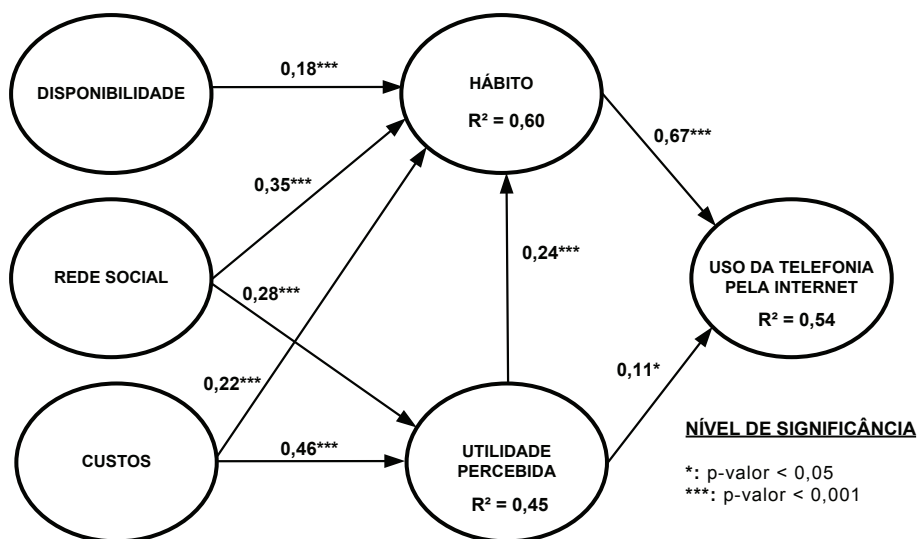 DISPONIBILIDADE
0,18***
HÁBITO
R² = 0,60
0,67***
0,35***
REDE SOCIAL
0,28***
0,24***
USO DA TELEFONIA
PELA INTERNET
R² = 0,54
0,22***
0,11*
CUSTOS
0,46***
UTILIDADE
PERCEBIDA
R² = 0,45
NÍVEL DE SIGNIFICÂNCIA
*: p-valor < 0,05
***: p-valor < 0,001